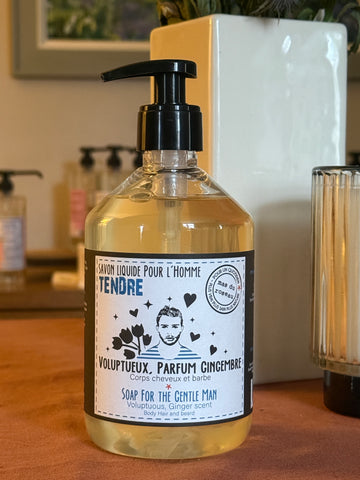 Savon liquide Pour l'Homme
TENDRE
mas du
roseau
Voluptueux, Parfum Gingembre
Corps cheveux et barbe
*
Soap For the Gentle Man
Voluptuous, Ginger scent
Body Hair and beard